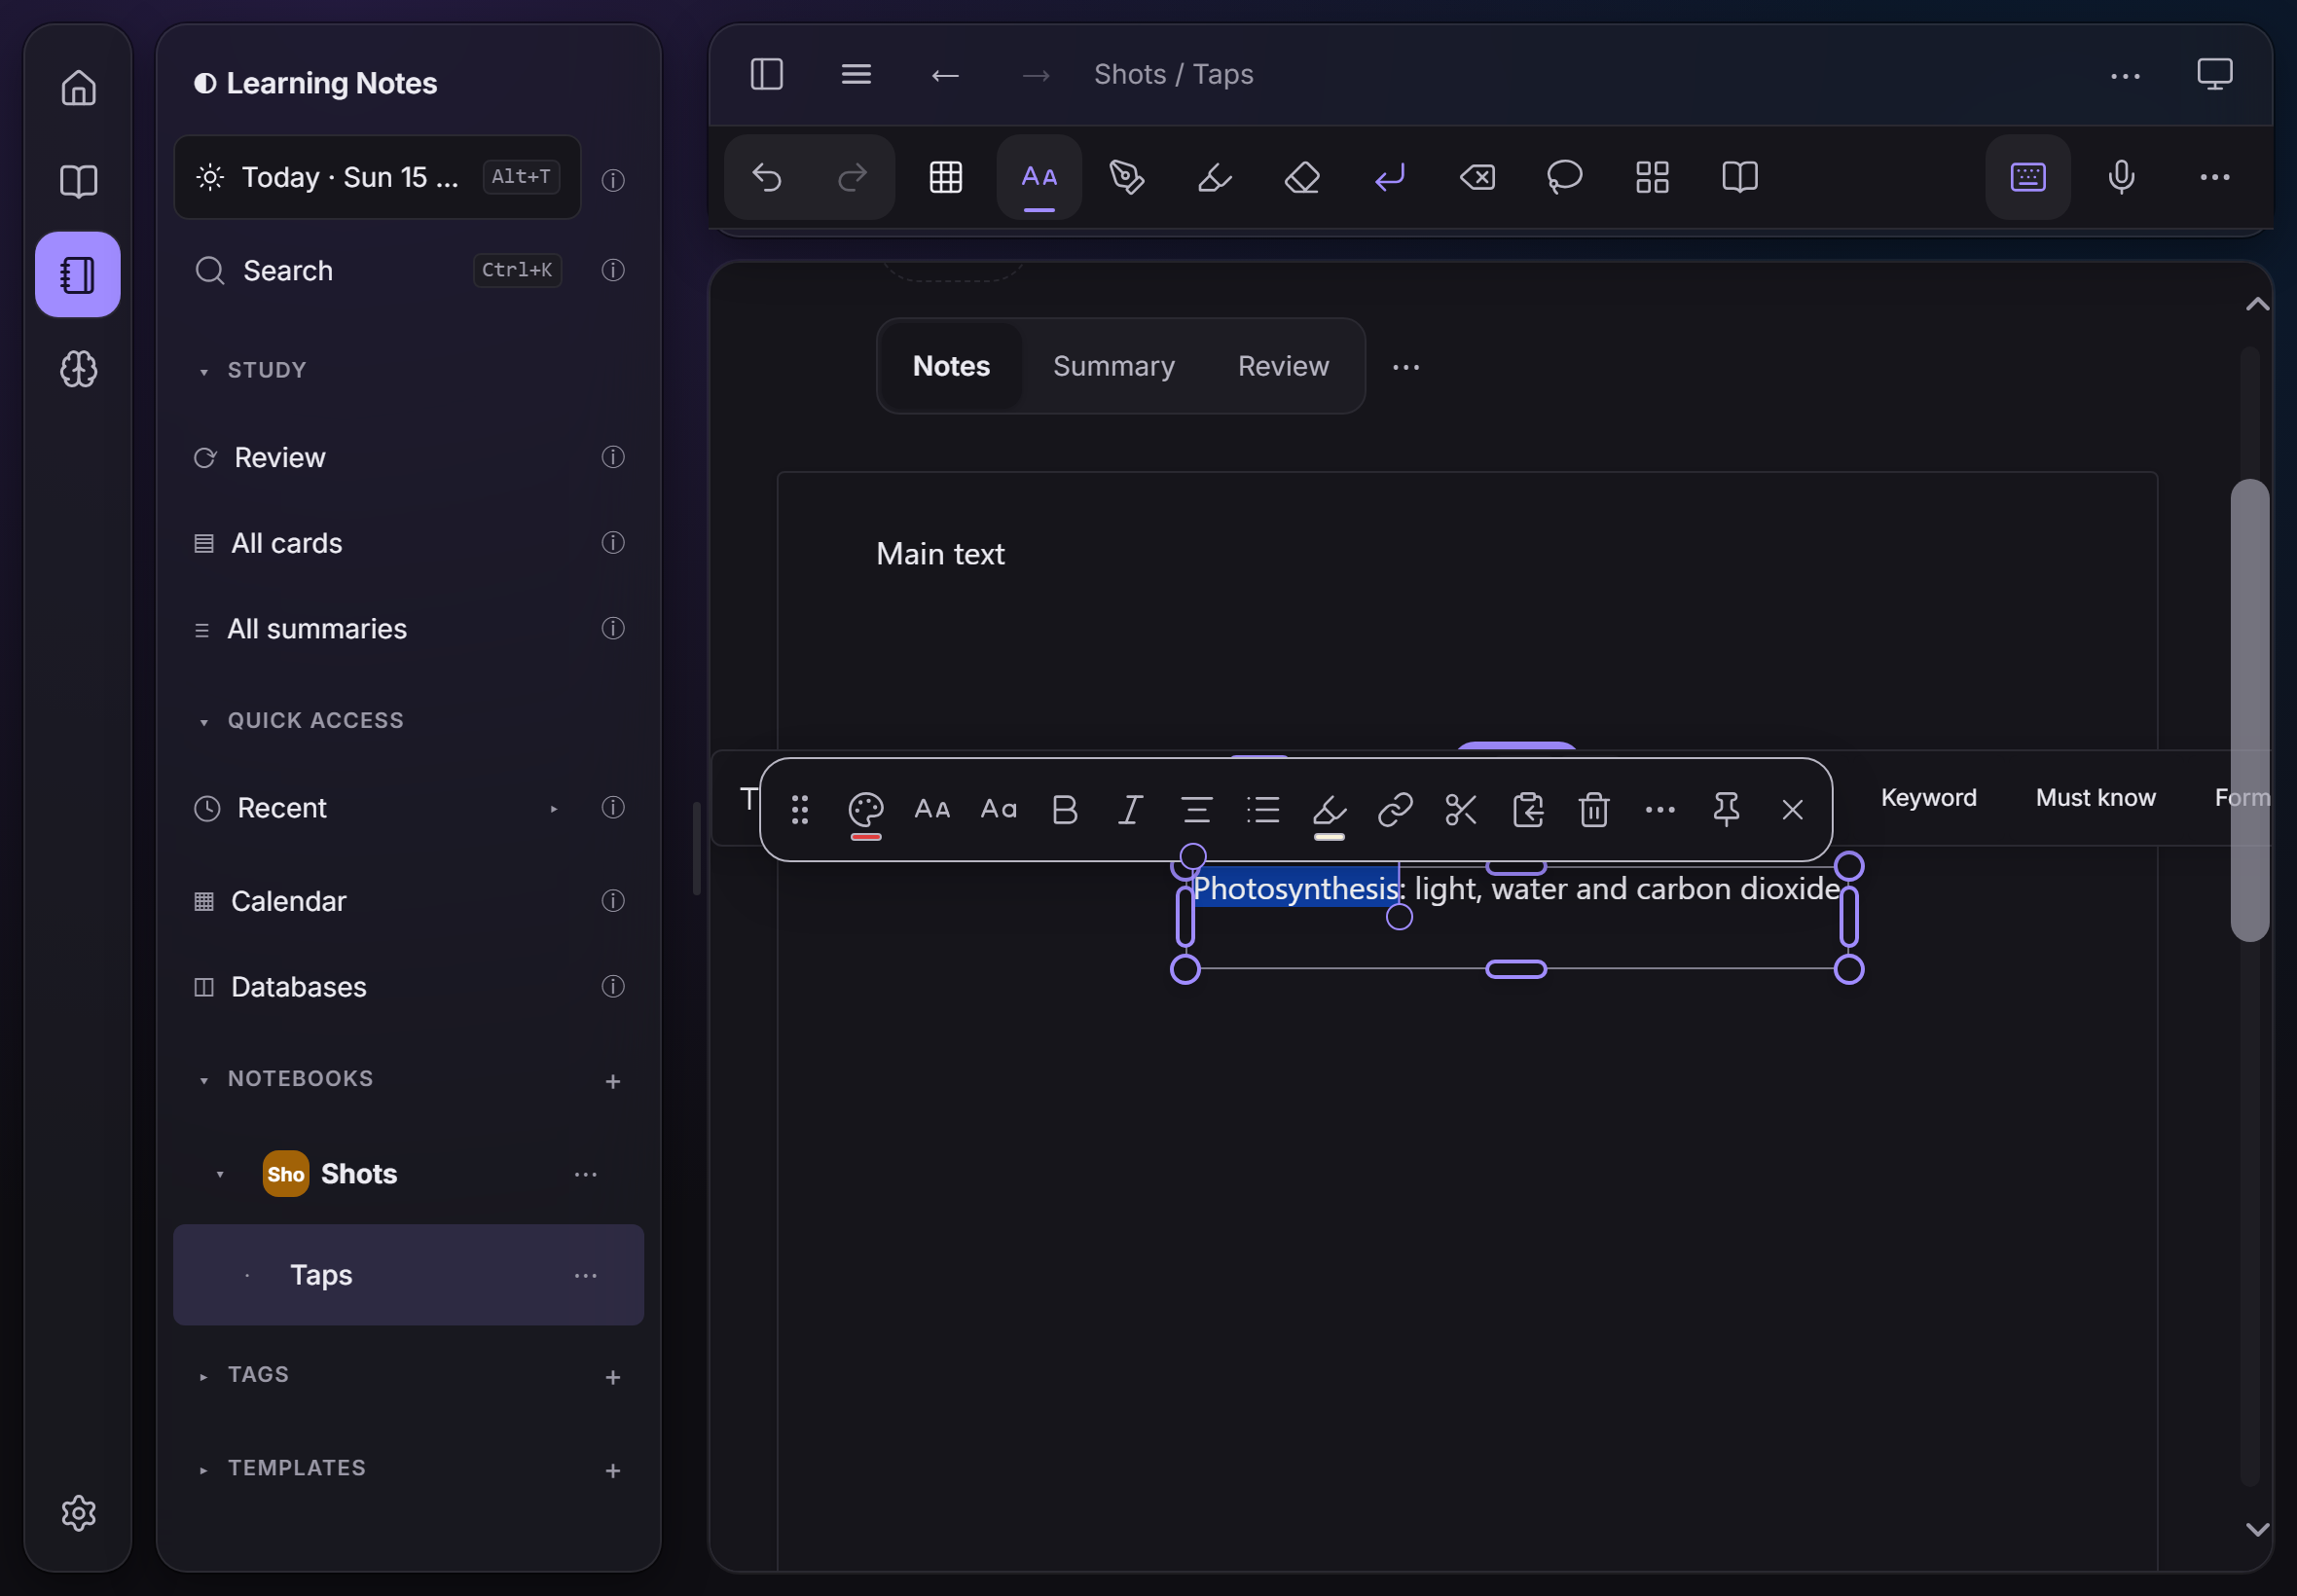 Learning Notes
Today · Sun 15 ... Alt+T
Search Ctrl+K
STUDY
Review
All cards
All summaries
QUICK ACCESS
Recent
Calendar
Databases
NOTEBOOKS
Sho Shots
Taps
TAGS
TEMPLATES
Shots / Taps
Notes Summary Review
Main text
Keyword Must know Form
Photosynthesis: light, water and carbon dioxide